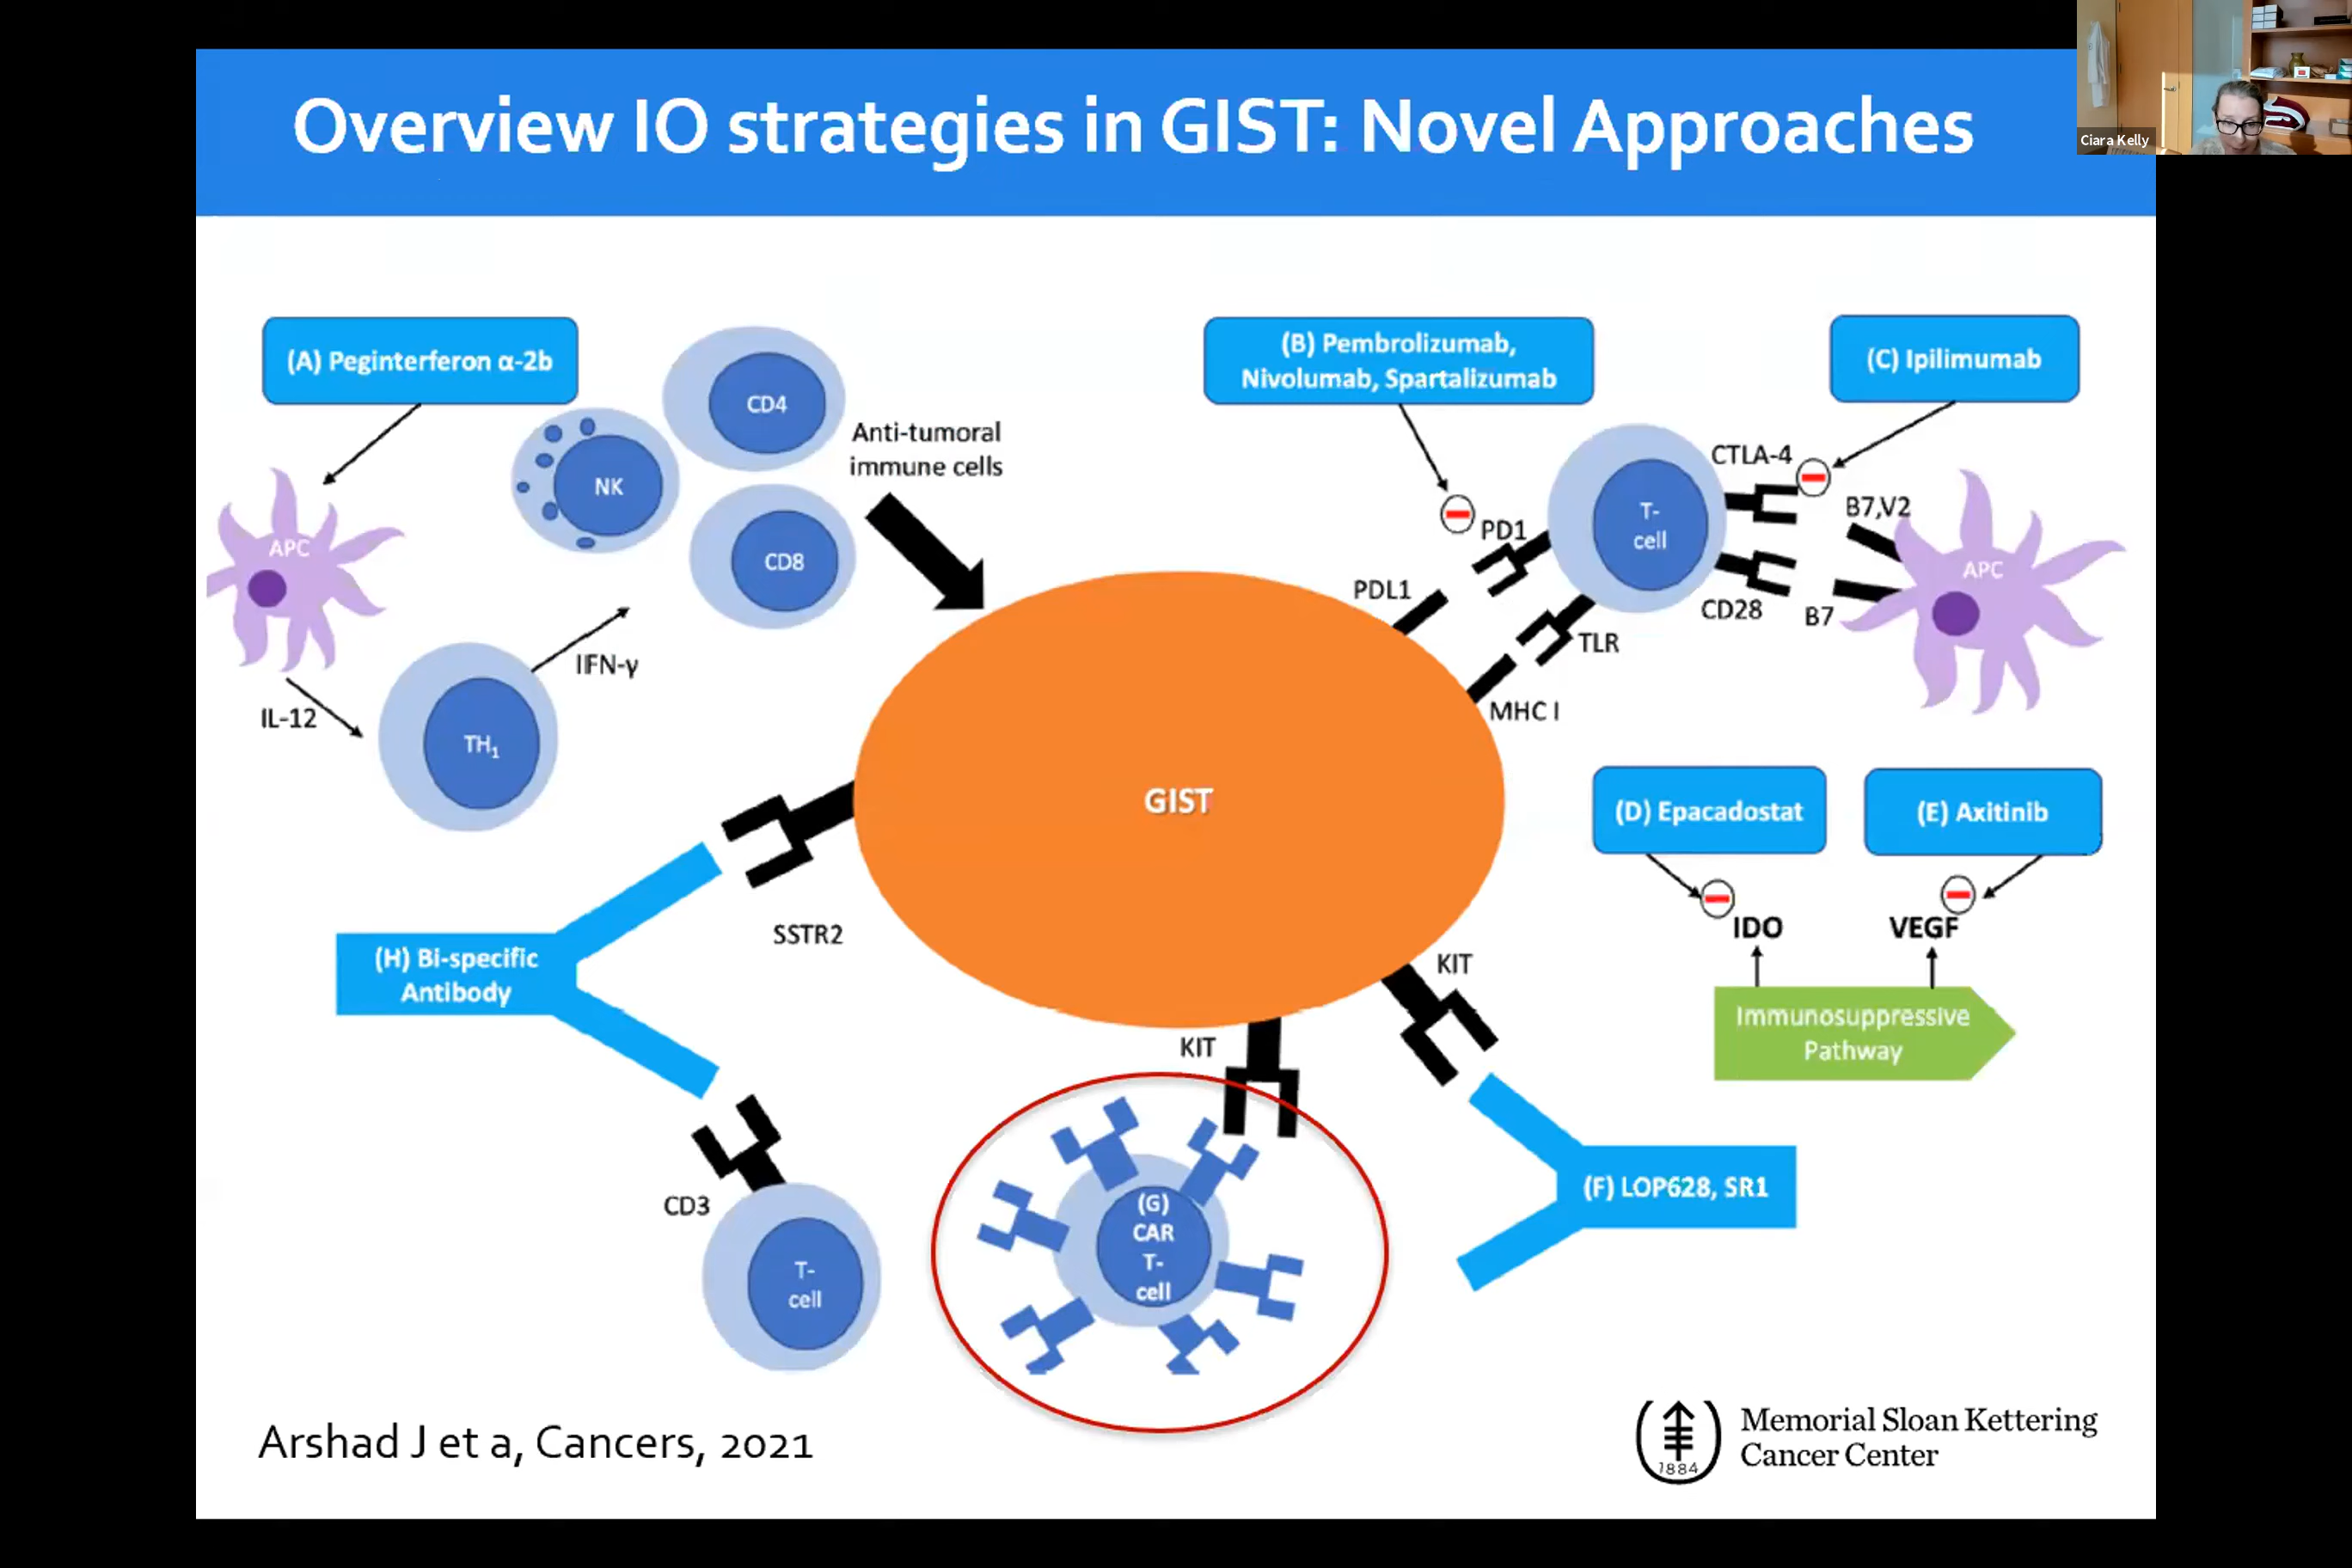 Overview IO strategies in GIST: Novel Approaches
Ciara Kelly
(A) Peginterferon α-2b
CD4
NK
CD8
Anti-tumoral
immune cells
APC
IFN-γ
IL-12
TH1
(B) Pembrolizumab,
Nivolumab, Spartalizumab
(C) Ipilimumab
T-
cell
CTLA-4
B7,V2
PD1
PDL1
CD28
B7
APC
TLR
MHC I
GIST
(D) Epacadostat
(E) Axitinib
IDO
VEGF
Immunosuppressive
Pathway
SSTR2
(H) Bi-specific
Antibody
CD3
T-
cell
KIT
(G)
CAR
T-
cell
KIT
(F) LOP628, SR1
Arshad J et a, Cancers, 2021
1884
Memorial Sloan Kettering
Cancer Center